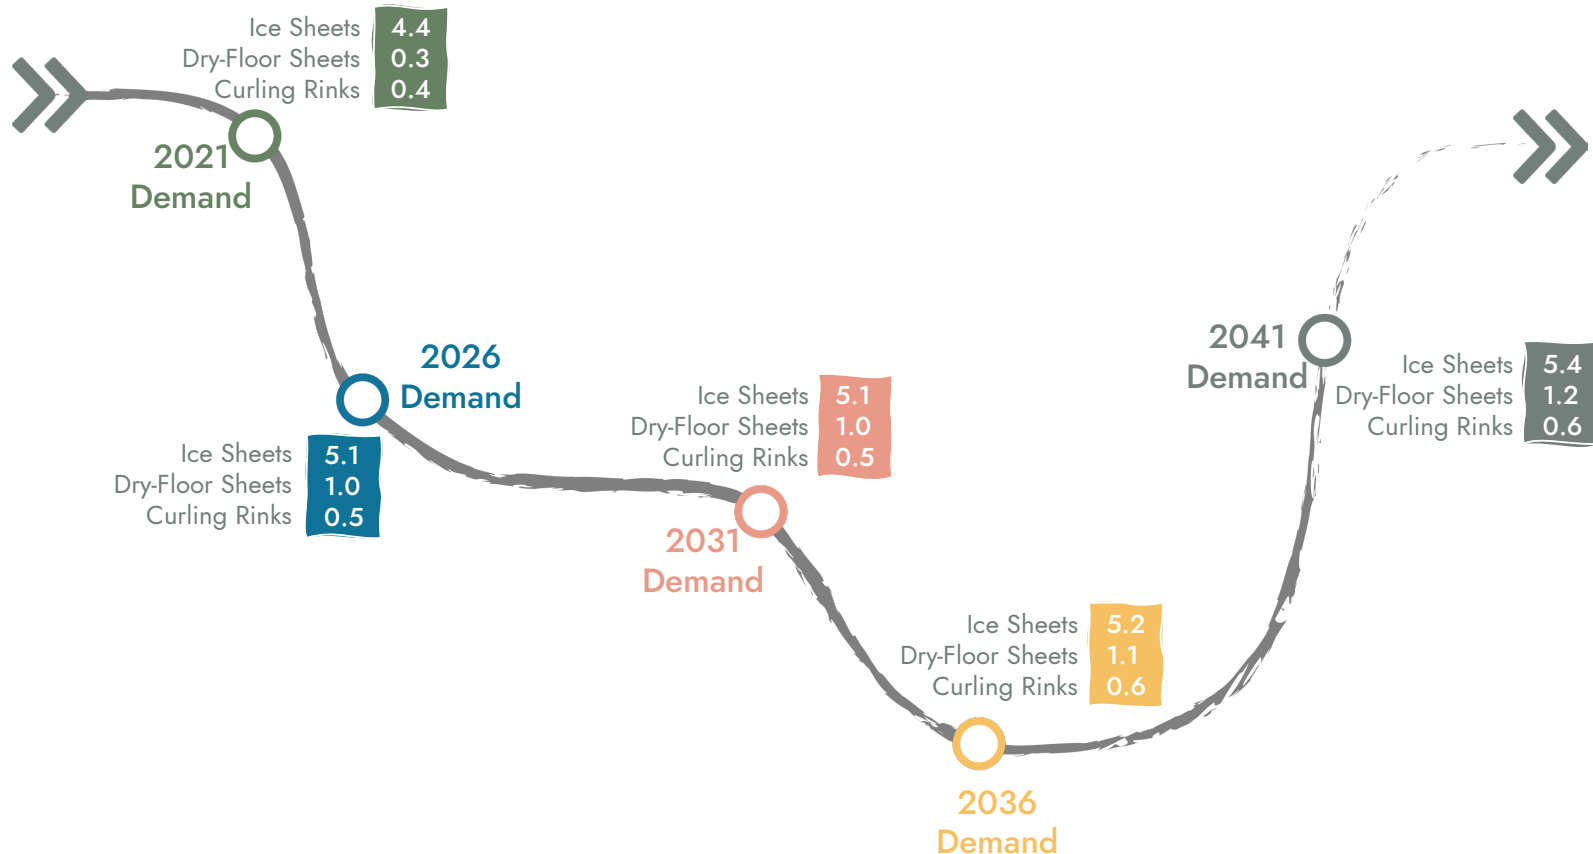 Ice Sheets 4.4
Dry-Floor Sheets 0.3
Curling Rinks 0.4
2021
Demand
2026
Demand
Ice Sheets 5.1
Dry-Floor Sheets 1.0
Curling Rinks 0.5
Ice Sheets 5.1
Dry-Floor Sheets 1.0
Curling Rinks 0.5
2031
Demand
Ice Sheets 5.2
Dry-Floor Sheets 1.1
Curling Rinks 0.6
2036
Demand
2041
Demand
Ice Sheets 5.4
Dry-Floor Sheets 1.2
Curling Rinks 0.6